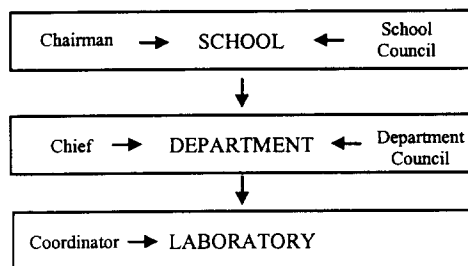 Chairman SCHOOL School
Council
Chief DEPARTMENT Department
Council
Coordinator LABORATORY